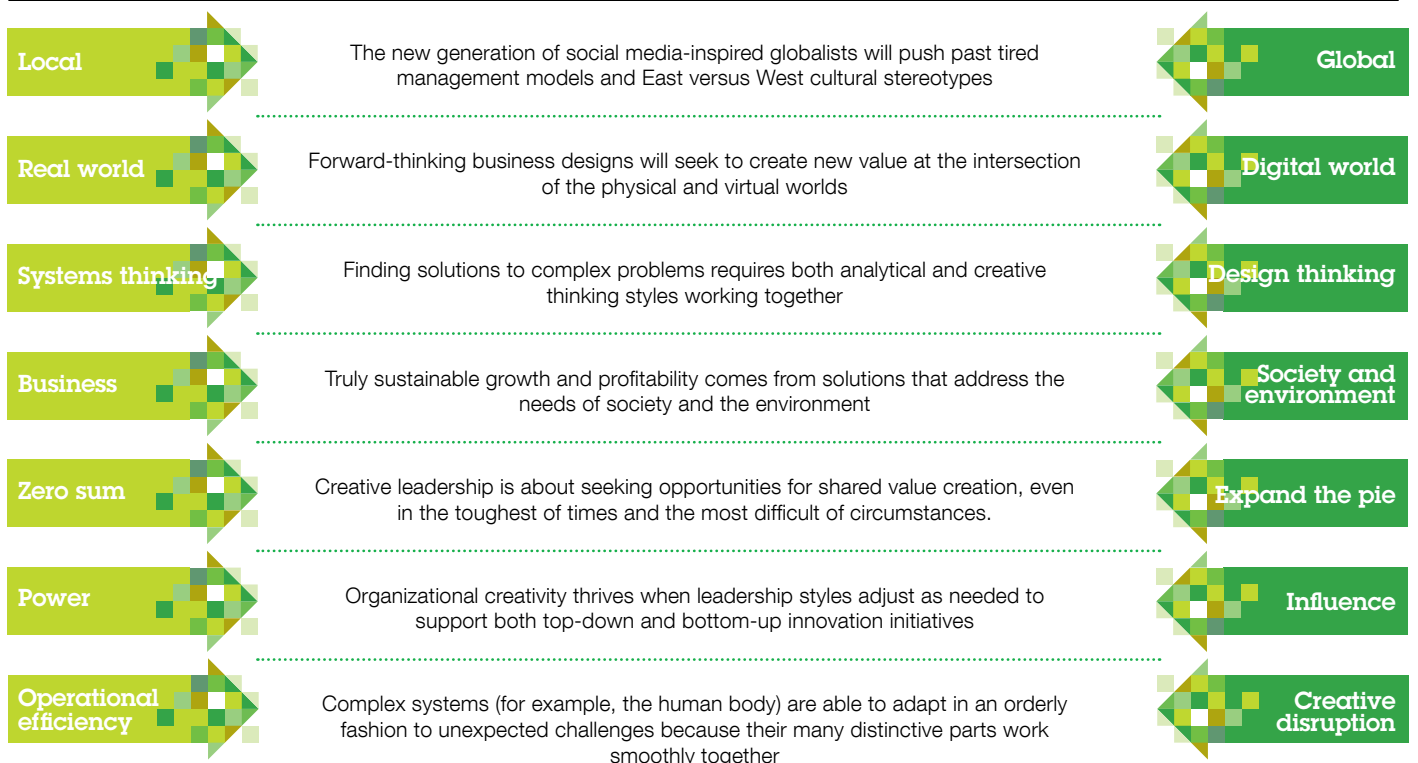 Local
The new generation of social media-inspired globalists will push past tired
management models and East versus West cultural stereotypes
Global
Real world
Forward-thinking business designs will seek to create new value at the intersection
of the physical and virtual worlds
Digital world
Systems thinking
Finding solutions to complex problems requires both analytical and creative
thinking styles working together
Design thinking
Business
Truly sustainable growth and profitability comes from solutions that address the
needs of society and the environment
Society and
environment
Zero sum
Creative leadership is about seeking opportunities for shared value creation, even
in the toughest of times and the most difficult of circumstances.
Expand the pie
Power
Organizational creativity thrives when leadership styles adjust as needed to
support both top-down and bottom-up innovation initiatives
Influence
Operational
efficiency
Complex systems (for example, the human body) are able to adapt in an orderly
fashion to unexpected challenges because their many distinctive parts work
smoothly together
Creative
disruption